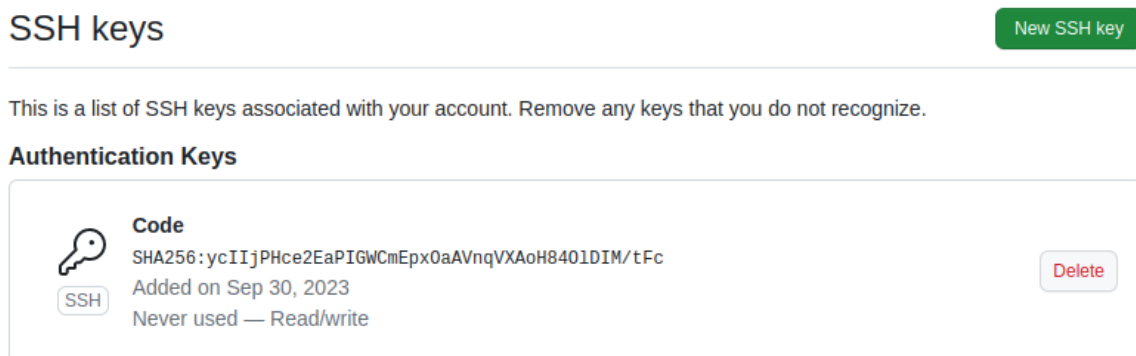 SSH keys
New SSH key
This is a list of SSH keys associated with your account. Remove any keys that you do not recognize.
Authentication Keys
Code
SHA256:ycIIjPHce2EaPIGWCmEpxOaAVnqVXAoH84OlDIM/tFc
Added on Sep 30, 2023
Never used — Read/write
SSH
Delete